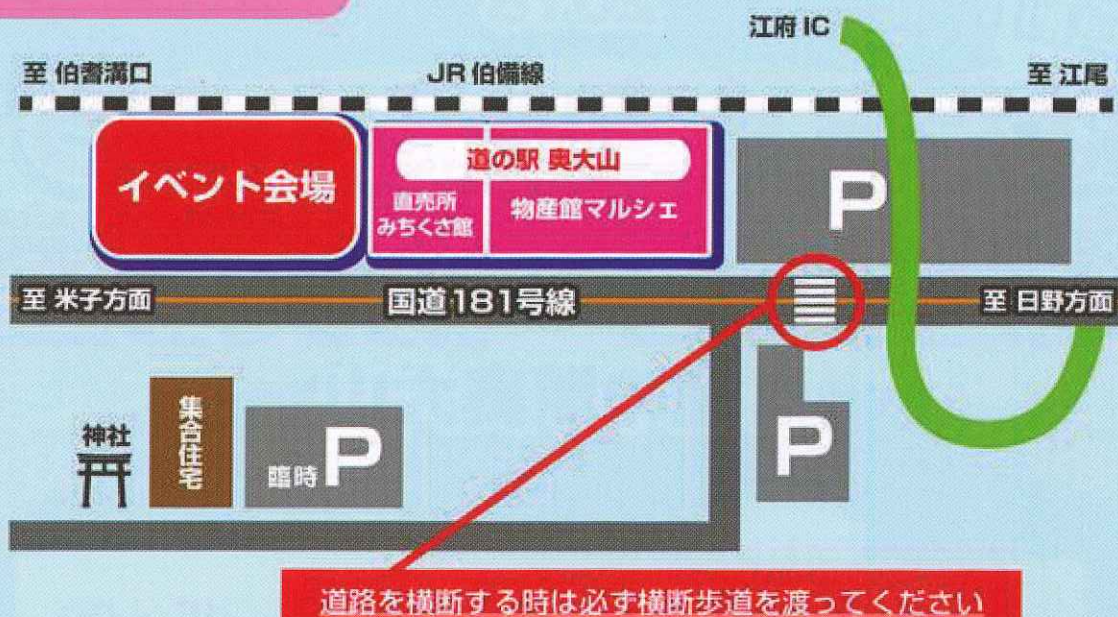 江府 IC
至 伯耆溝口
JR 伯備線
至 江尾
イベント会場
道の駅 奥大山
直売所
みちくさ館
物産館マルシェ
P
至 米子方面
国道181号線
至 日野方面
神社
集合住宅
臨時P
P
道路を横断する時は必ず横断歩道を渡ってください